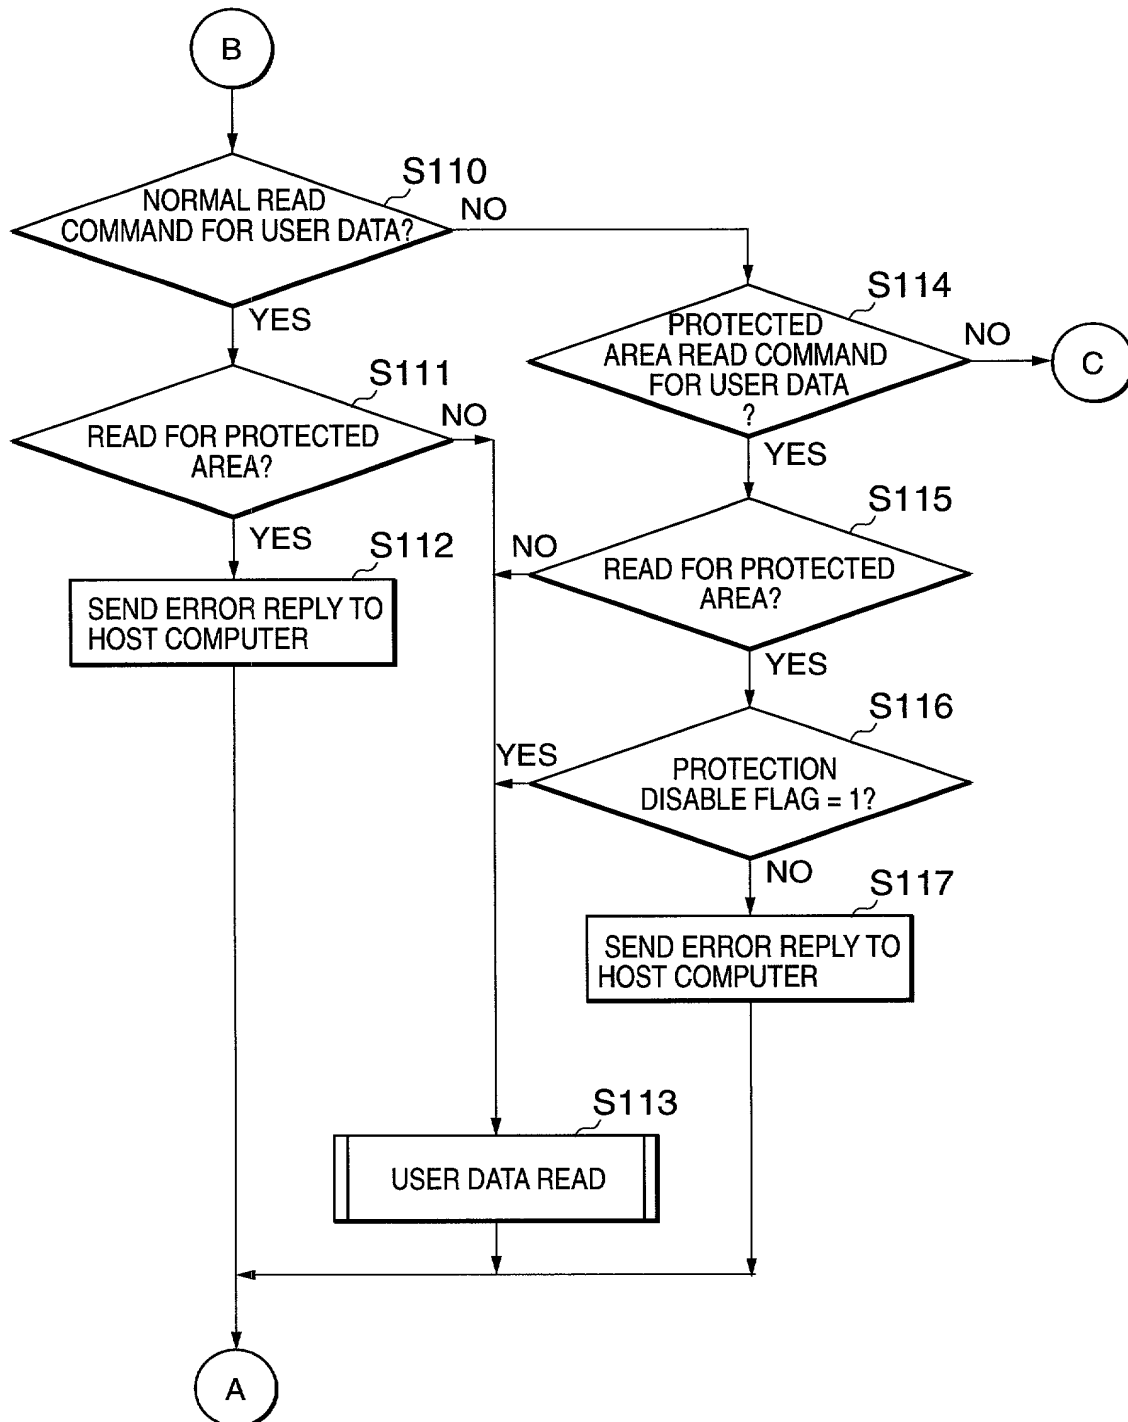 B
S110
NORMAL READ
COMMAND FOR USER DATA?
NO
YES
S114
PROTECTED
AREA READ COMMAND
FOR USER DATA
?
NO
C
YES
S111
READ FOR PROTECTED
AREA?
NO
YES
S115
READ FOR PROTECTED
AREA?
NO
YES
S112
SEND ERROR REPLY TO
HOST COMPUTER
S116
PROTECTION
DISABLE FLAG = 1?
YES
NO
S117
SEND ERROR REPLY TO
HOST COMPUTER
S113
USER DATA READ
A